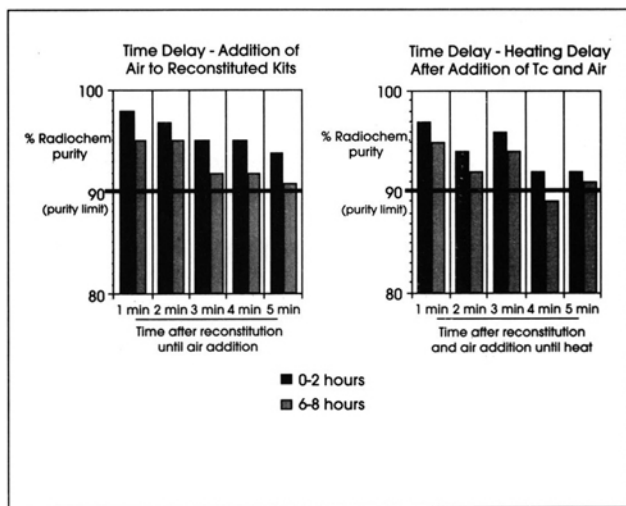 Time Delay - Addition of
Air to Reconstituted Kits
100
% Radiochem
purity
90
(purity limit)
80
1 min 2 min 3 min 4 min 5 min
Time after reconstitution
until air addition
Time Delay - Heating Delay
After Addition of Tc and Air
100
% Radiochem
purity
90
(purity limit)
80
1 min 2 min 3 min 4 min 5 min
Time after reconstitution
and air addition until heat
0-2 hours
6-8 hours